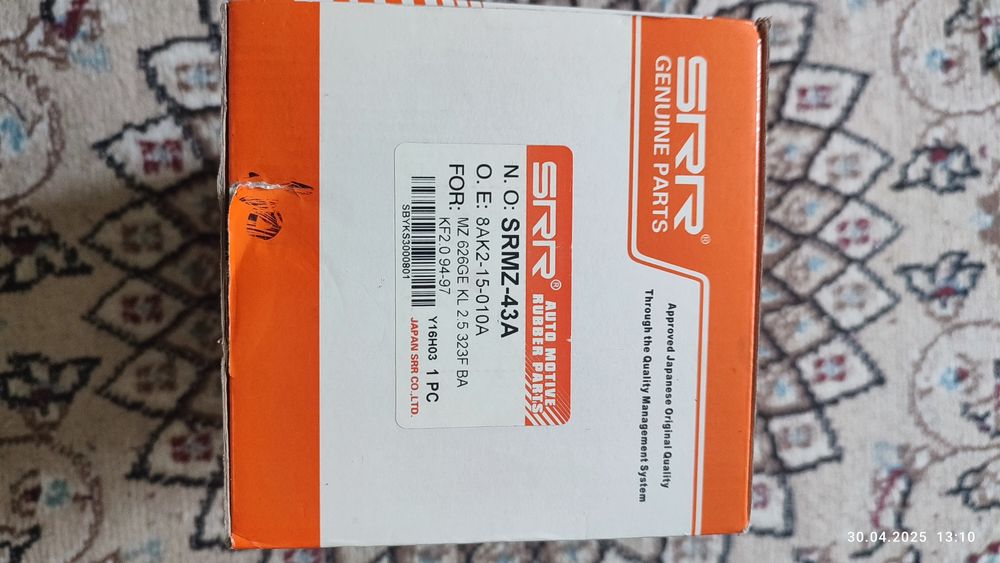 SRR®
GENUINE PARTS
Approved Japanese Original Quality
Through the Quality Management System
SRR® AUTO MOTIVE
RUBBER PARTS
N. O: SRMZ-43A
O. E: 8AK2-15-010A
FOR: MZ 626GE KL 2.5 323F BA
KF2.0 94-97
Y16H03 1 PC
SBYKS3000801
JAPAN SRR CO.,LTD.
30.04.2025 13:10